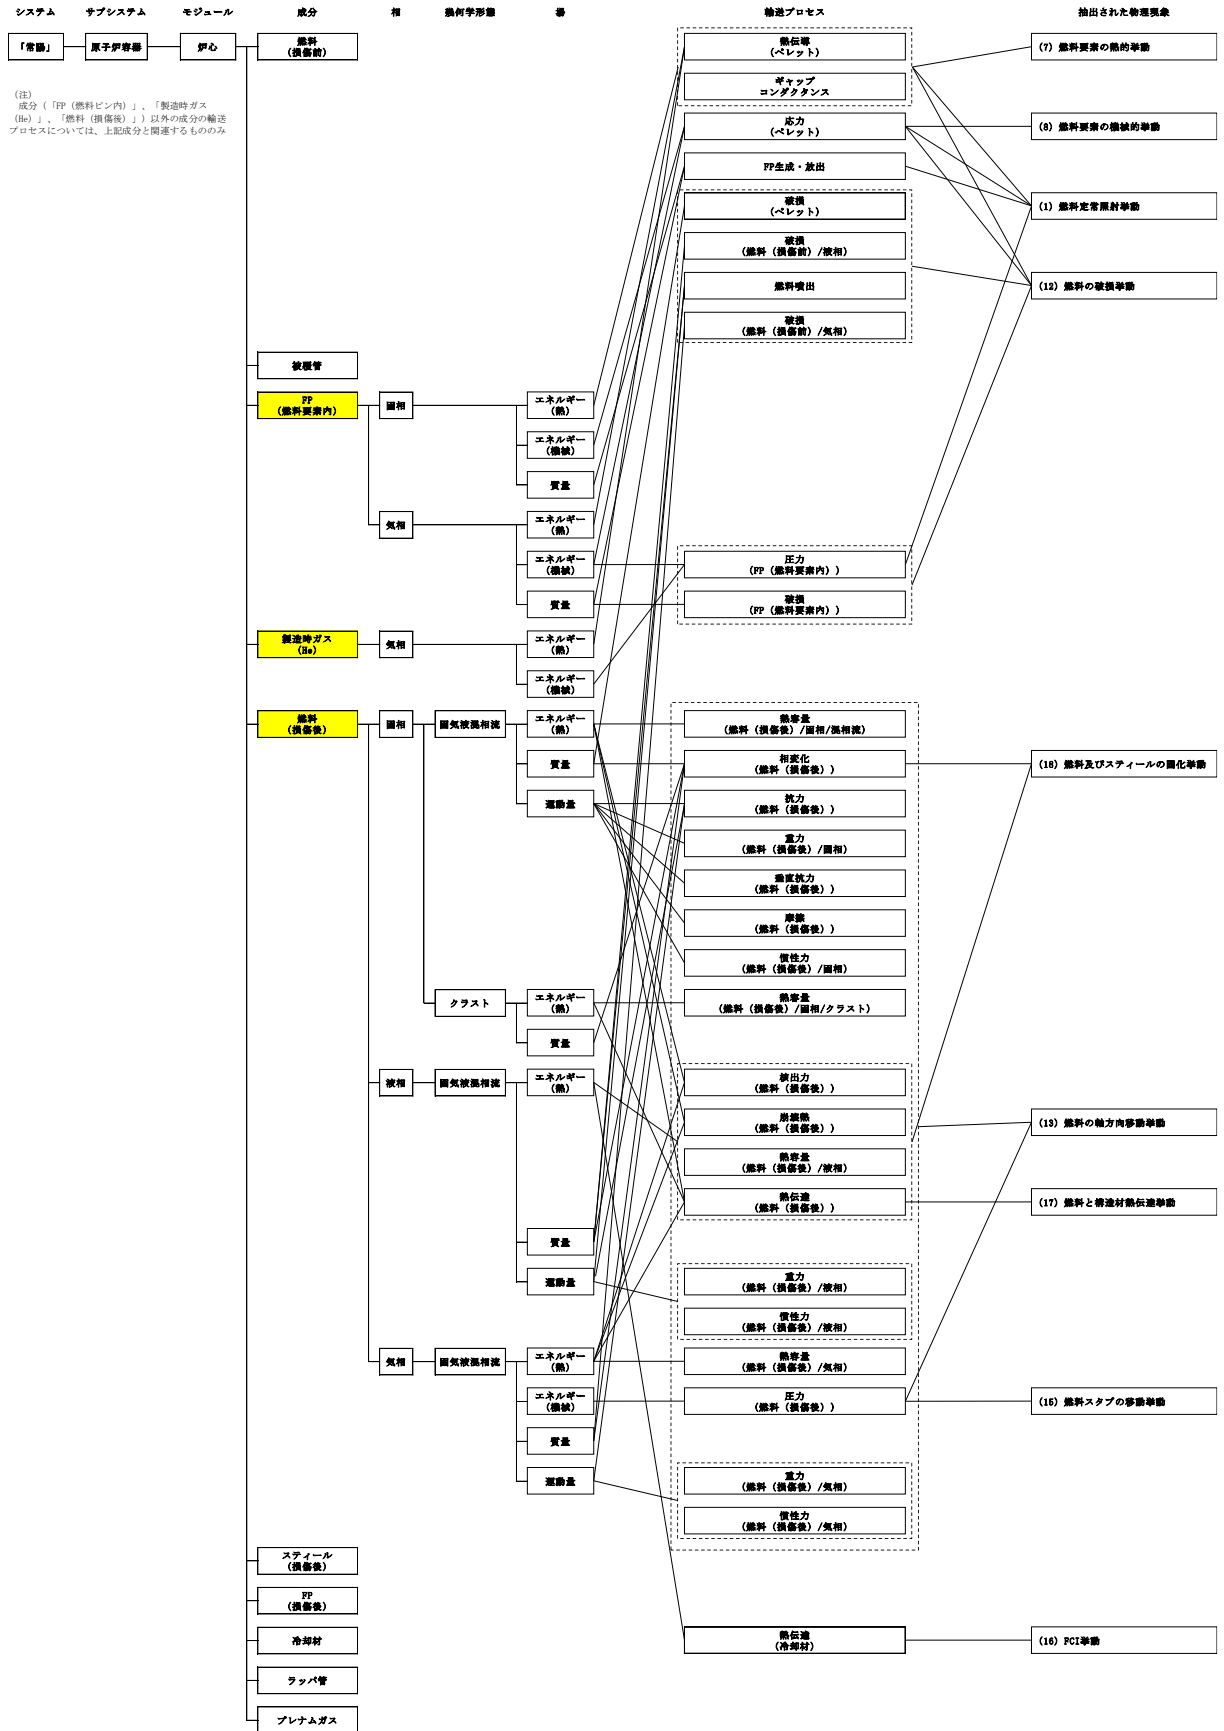 システム サブシステム モジュール 成分 相 幾何学形態 場 輸送プロセス 抽出された物理現象
「常陽」 原子炉容器 炉心
燃料
(損傷前)
(注)
成分(「FP(燃料ピン内)」、「製造時ガス
(He)」、「燃料(損傷後)」)以外の成分の輸送
プロセスについては、上記成分と関連するもののみ
熱伝導
(ペレット)
(7) 燃料要素の熱的挙動
ギャップ
コンダクタンス
応力
(ペレット)
(8) 燃料要素の機械的挙動
FP生成・放出
破損
(ペレット)
(1) 燃料定常照射挙動
破損
(燃料(損傷前)/液相)
燃料噴出
(12) 燃料の破損挙動
破損
(燃料(損傷前)/気相)
被覆管
FP
(燃料要素内)
固相
エネルギー
(熱)
エネルギー
(機械)
質量
気相
エネルギー
(熱)
エネルギー
(機械)
圧力
(FP(燃料要素内))
質量
破損
(FP(燃料要素内))
製造時ガス
(He)
気相
エネルギー
(熱)
エネルギー
(機械)
燃料
(損傷後)
固相
固気液混相流
エネルギー
(熱)
熱容量
(燃料(損傷後)/固相/混相流)
質量
相変化
(燃料(損傷後))
(18) 燃料及びスティールの固化挙動
運動量
抗力
(燃料(損傷後))
重力
(燃料(損傷後)/固相)
垂直抗力
(燃料(損傷後))
摩擦
(燃料(損傷後))
慣性力
(燃料(損傷後)/固相)
クラスト
エネルギー
(熱)
熱容量
(燃料(損傷後)/固相/クラスト)
質量
液相
固気液混相流
エネルギー
(熱)
核出力
(燃料(損傷後))
崩壊熱
(燃料(損傷後))
(13) 燃料の軸方向移動挙動
熱容量
(燃料(損傷後)/液相)
熱伝達
(燃料(損傷後))
(17) 燃料と構造材熱伝達挙動
質量
運動量
重力
(燃料(損傷後)/液相)
慣性力
(燃料(損傷後)/液相)
気相
固気液混相流
エネルギー
(熱)
熱容量
(燃料(損傷後)/気相)
エネルギー
(機械)
圧力
(燃料(損傷後))
(15) 燃料スタブの移動挙動
質量
運動量
重力
(燃料(損傷後)/気相)
慣性力
(燃料(損傷後)/気相)
スティール
(損傷後)
FP
(損傷後)
冷却材
熱伝達
(冷却材)
(16) FCI挙動
ラッパ管
プレナムガス